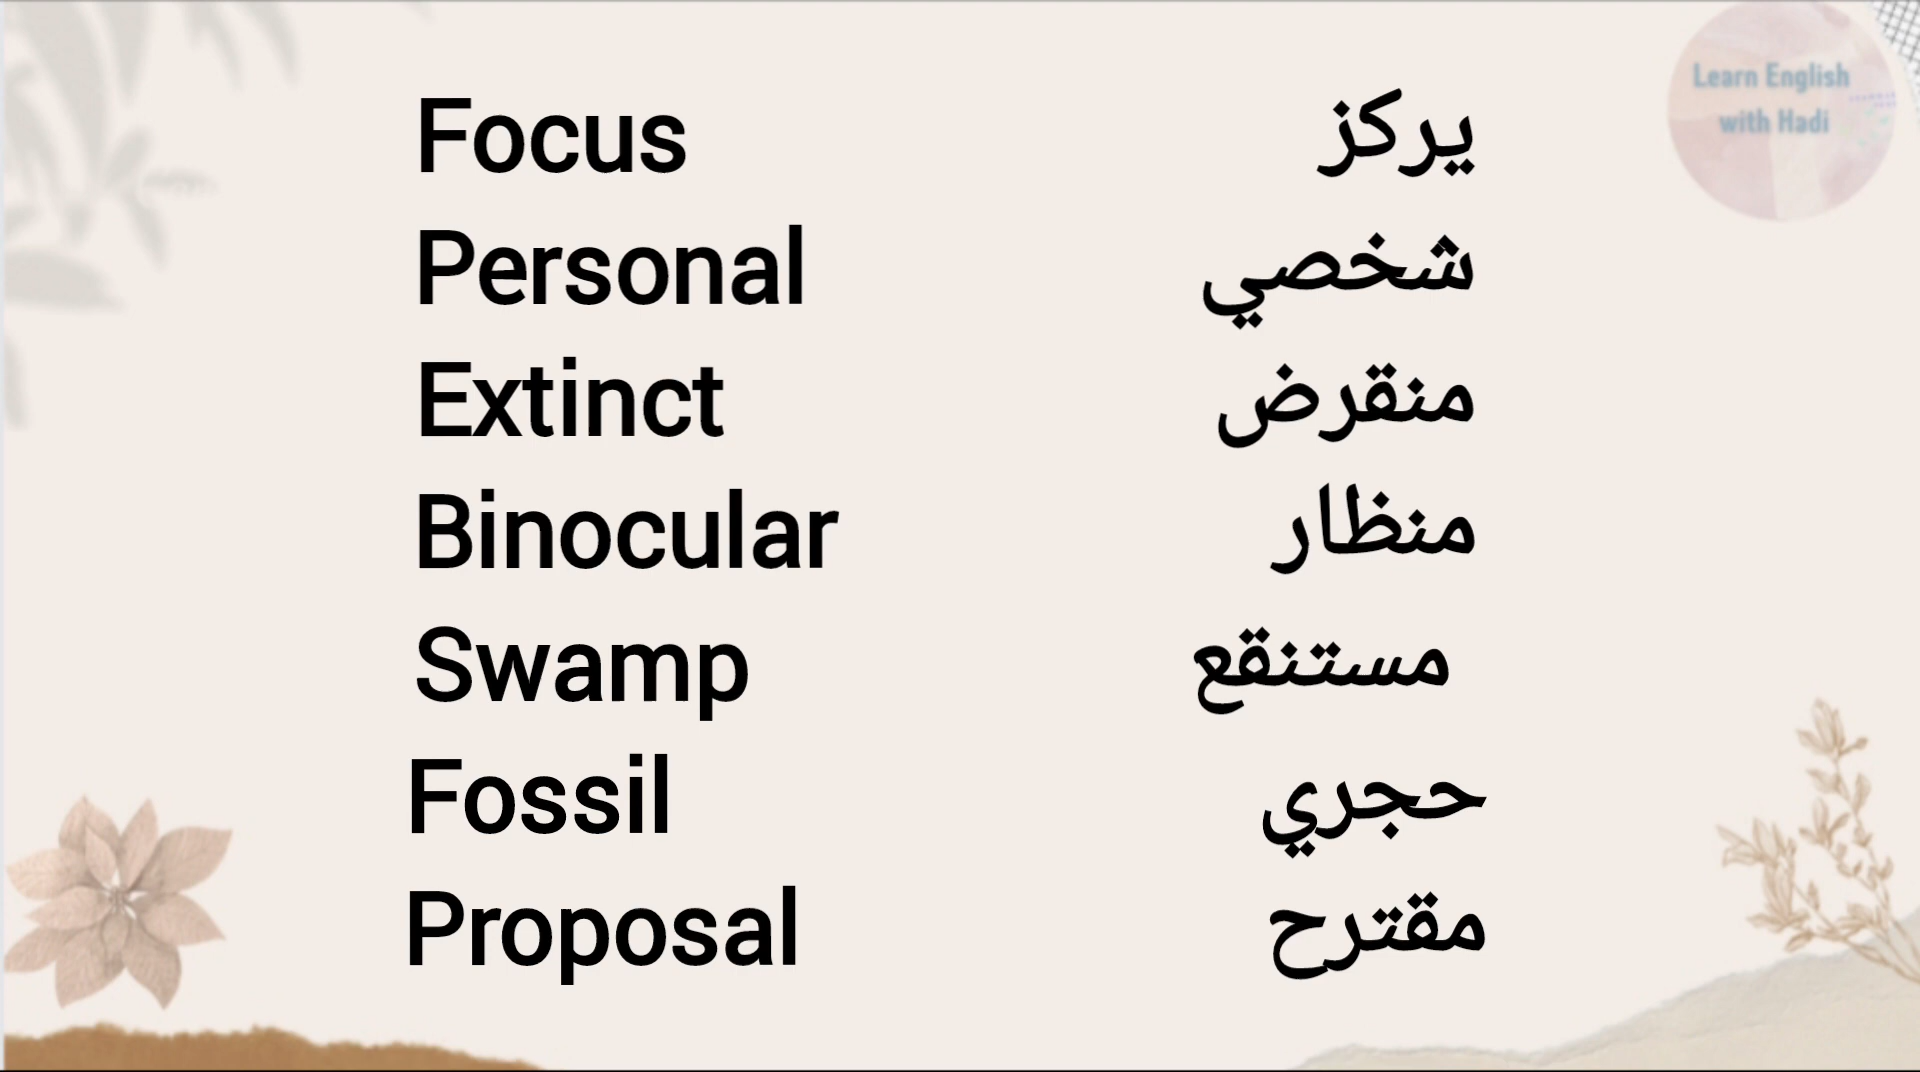 Learn English
with Hadi
Focus يركز
Personal شخصي
Extinct منقرض
Binocular منظار
Swamp مستنقع
Fossil حجري
Proposal مقترح